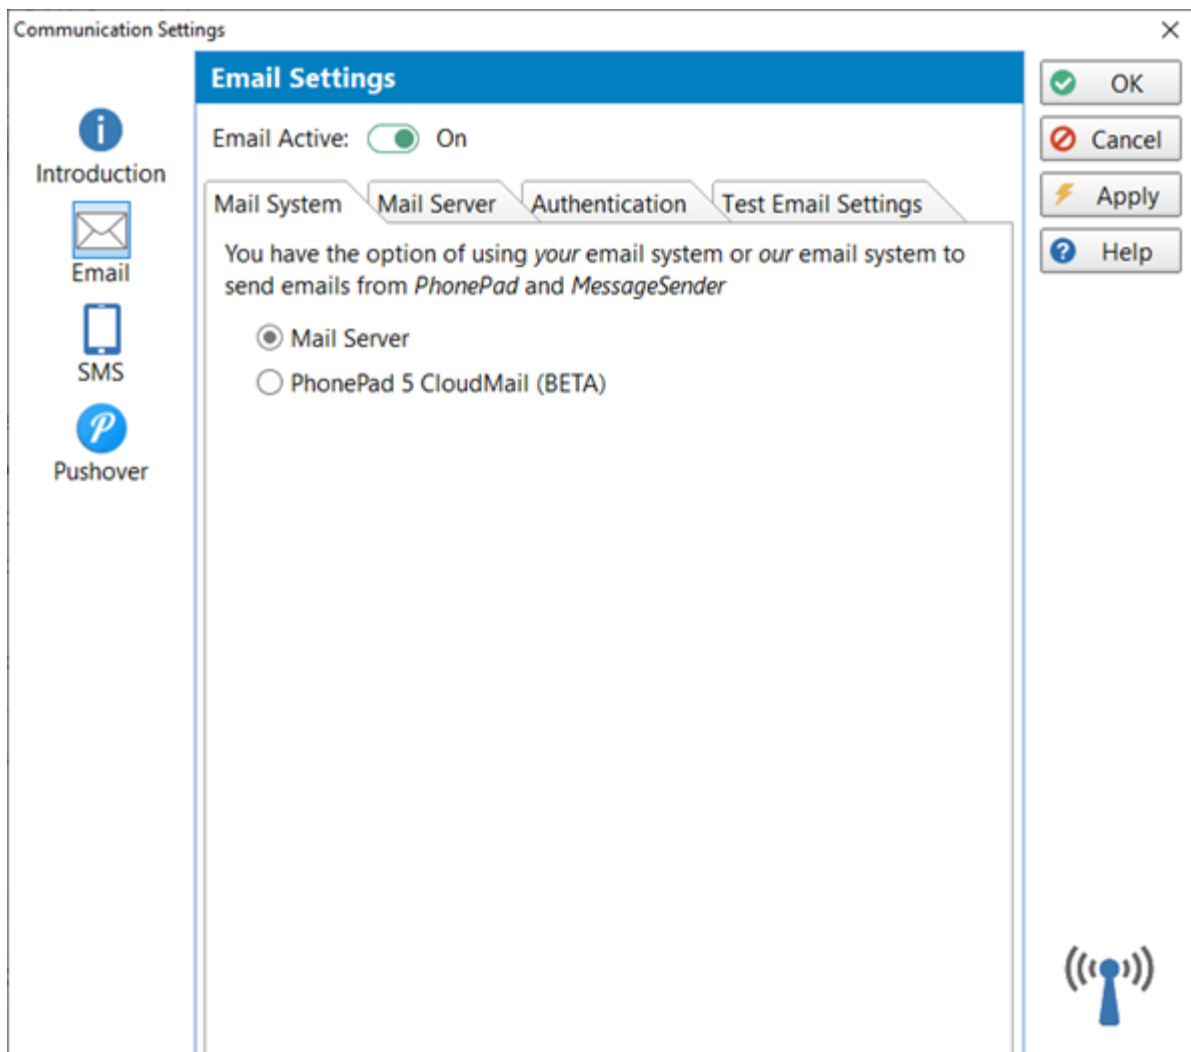 Communication Settings
Email Settings
Email Active: On
Introduction
Email
SMS
Pushover
Mail System
Mail Server
Authentication
Test Email Settings
You have the option of using your email system or our email system to
send emails from PhonePad and MessageSender
Mail Server
PhonePad 5 CloudMail (BETA)
OK
Cancel
Apply
Help